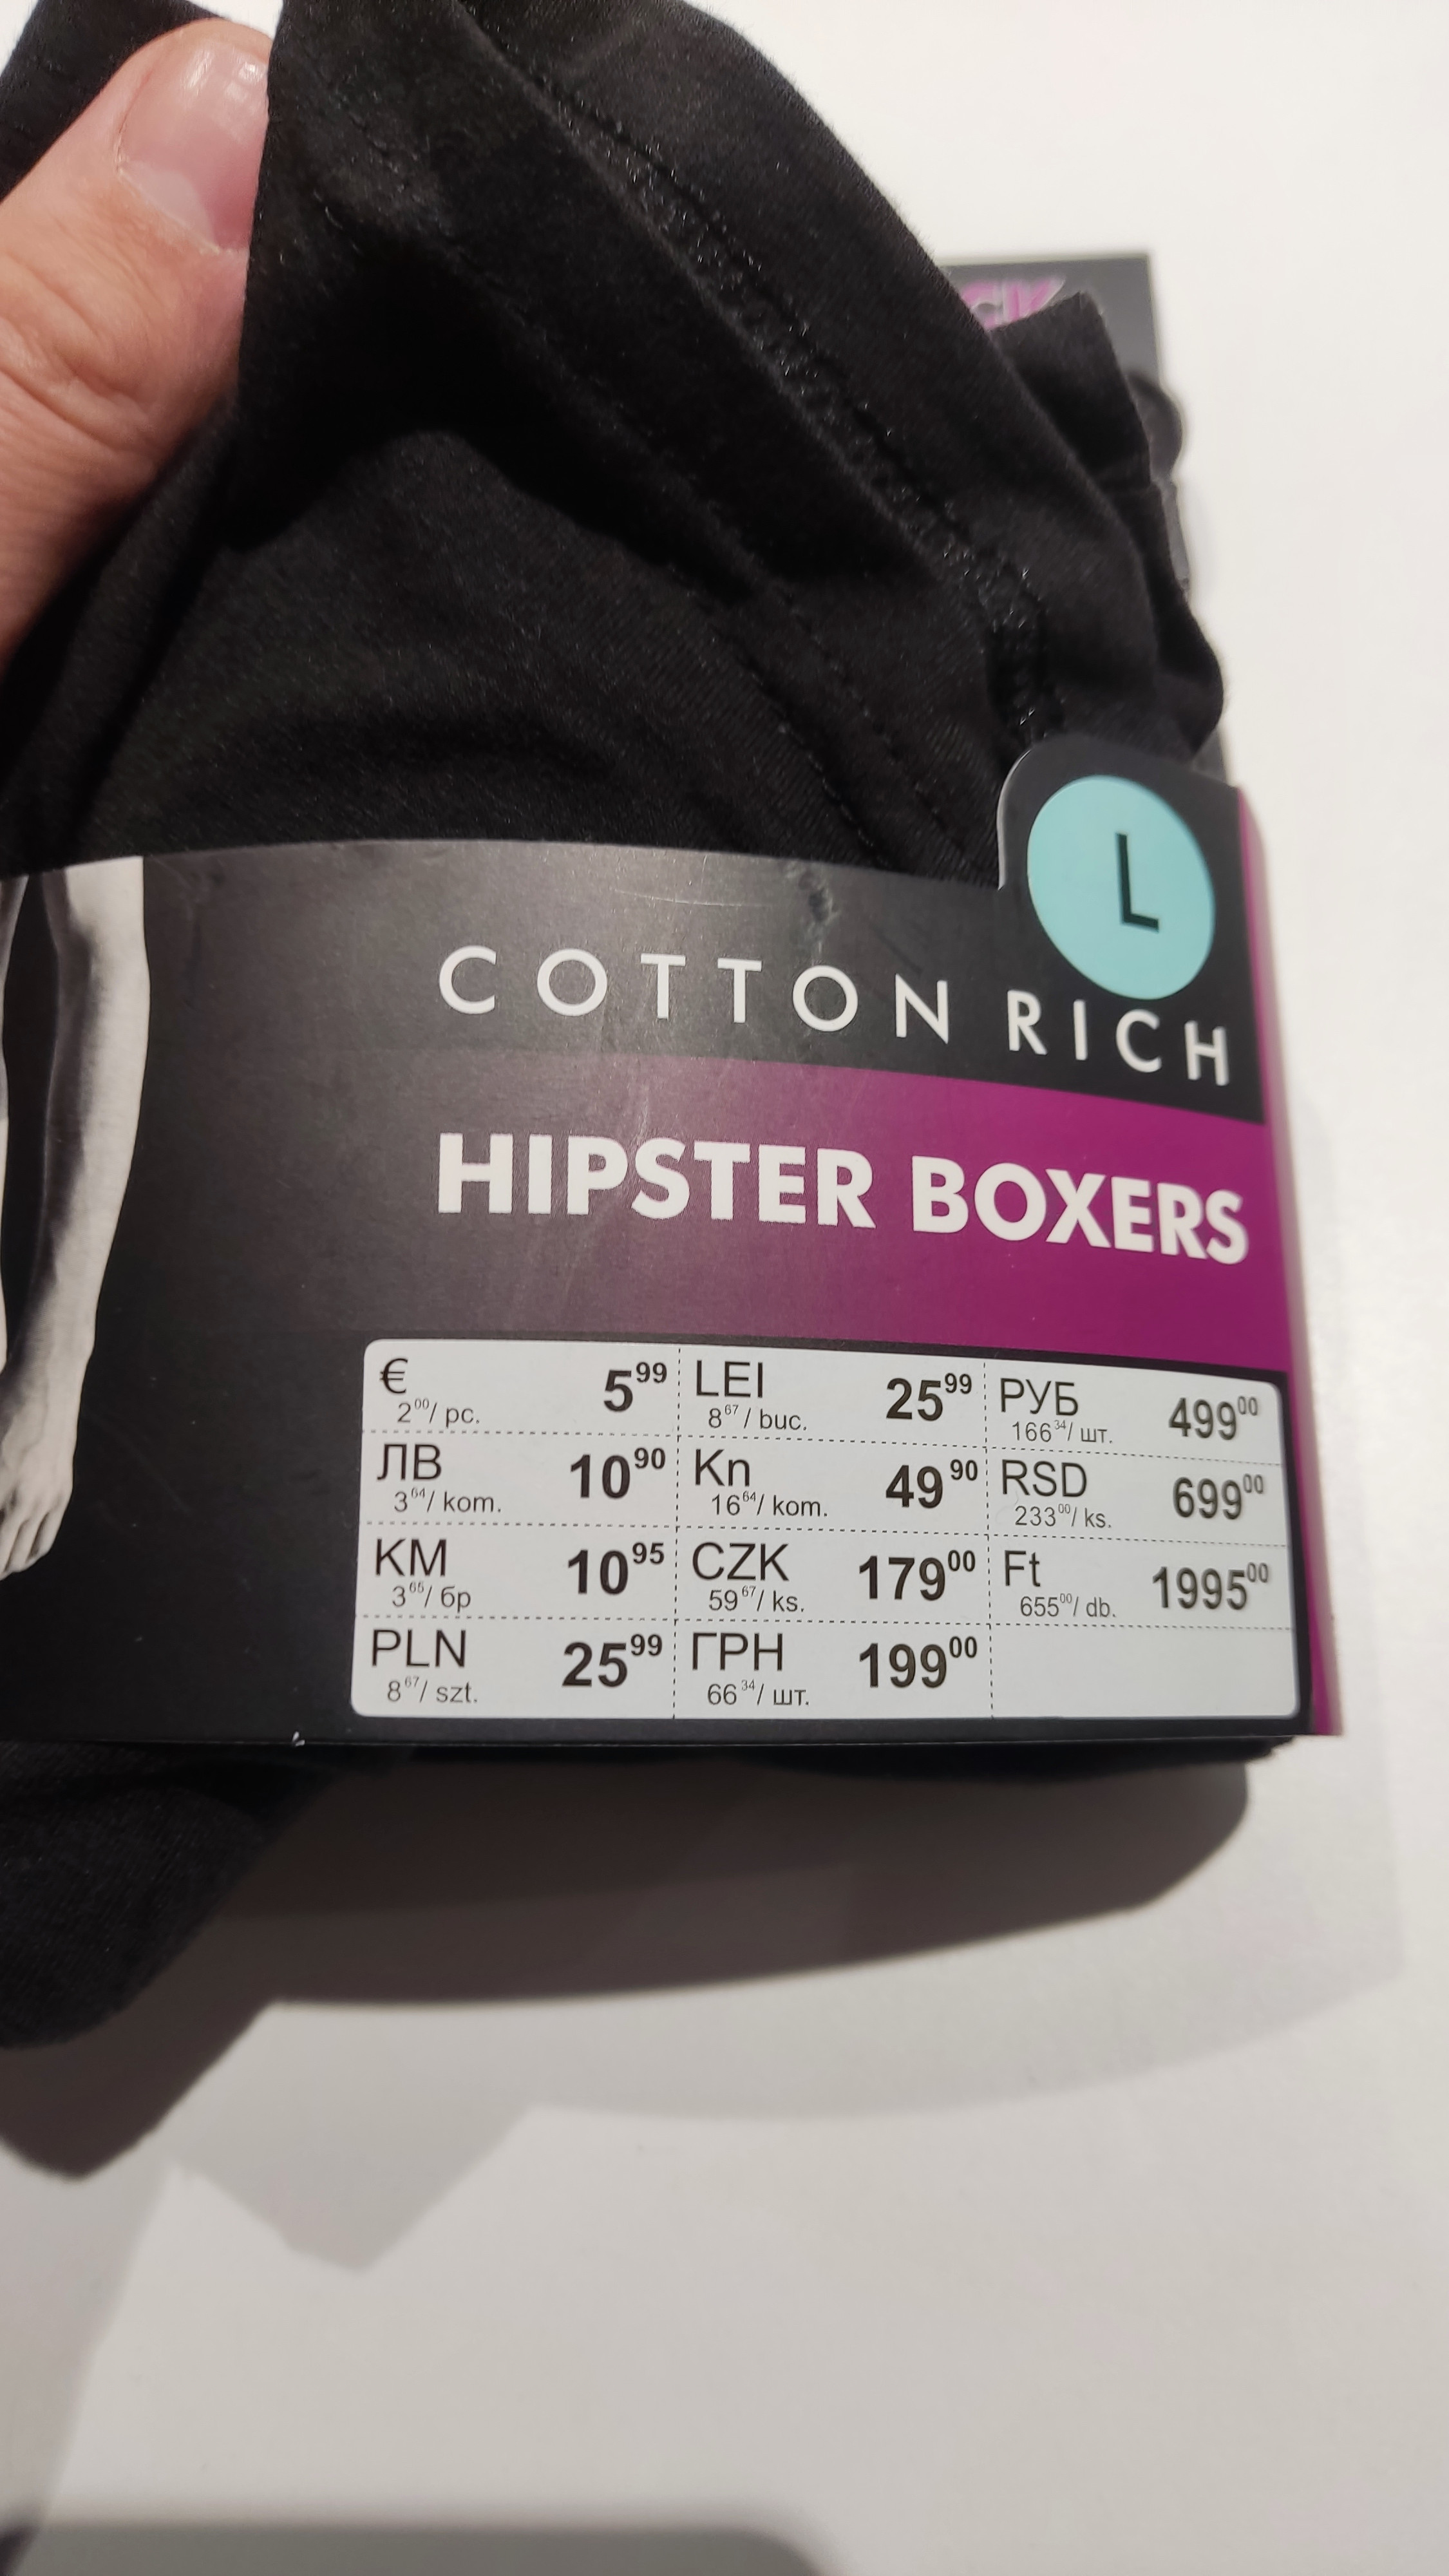 CK
L
COTTON RICH
HIPSTER BOXERS
€ 5⁹⁹
2⁰⁰/ pc.
LEI 25⁹⁹
8⁶⁷/ buc.
РУБ 499⁰⁰
166³⁴/ шт.
ЛВ 10⁹⁰
3⁶⁴/ kom.
Kn 49⁹⁰
16⁶⁴/ kom.
RSD 699⁰⁰
233⁰⁰/ ks.
KM 10⁹⁵
3⁶⁵/ бр
CZK 179⁰⁰
59⁶⁷/ ks.
Ft 1995⁰⁰
655⁰⁰/ db.
PLN 25⁹⁹
8⁶⁷/ szt.
ГРН 199⁰⁰
66³⁴/ шт.